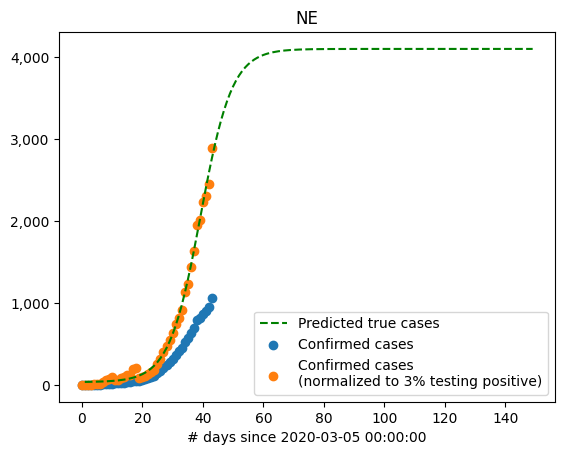 NE
4,000
3,000
2,000
1,000
0
Predicted true cases
Confirmed cases
Confirmed cases
(normalized to 3% testing positive)
0 20 40 60 80 100 120 140
# days since 2020-03-05 00:00:00